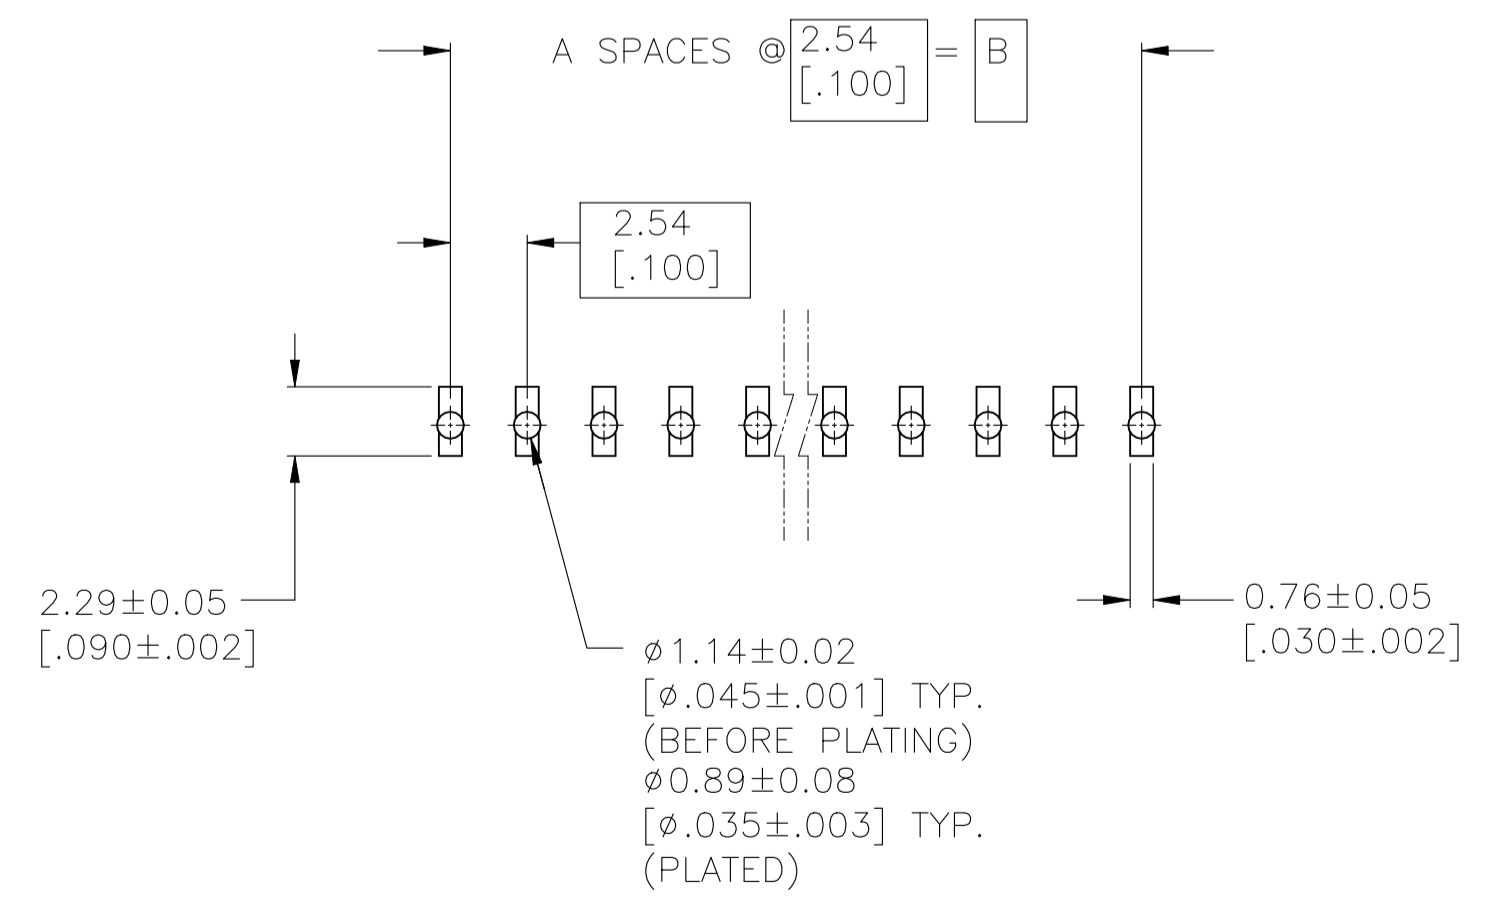 A SPACES @ 2.54 = B
[.100]
2.54
[.100]
2.29±0.05
[.090±.002]
0.76±0.05
[.030±.002]
⌀1.14±0.02
[⌀.045±.001] TYP.
(BEFORE PLATING)
⌀0.89±0.08
[⌀.035±.003] TYP.
(PLATED)